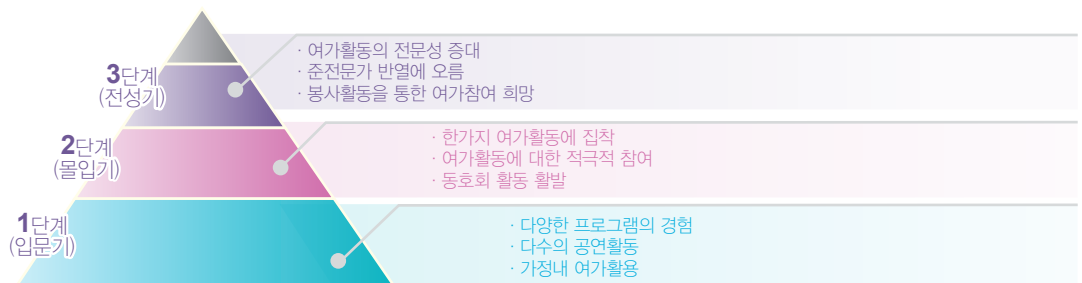 3단계
(전성기)
· 여가활동의 전문성 증대
· 준전문가 반열에 오름
· 봉사활동을 통한 여가참여 희망
2단계
(몰입기)
· 한가지 여가활동에 집착
· 여가활동에 대한 적극적 참여
· 동호회 활동 활발
1단계
(입문기)
· 다양한 프로그램의 경험
· 다수의 공연활동
· 가정내 여가활용